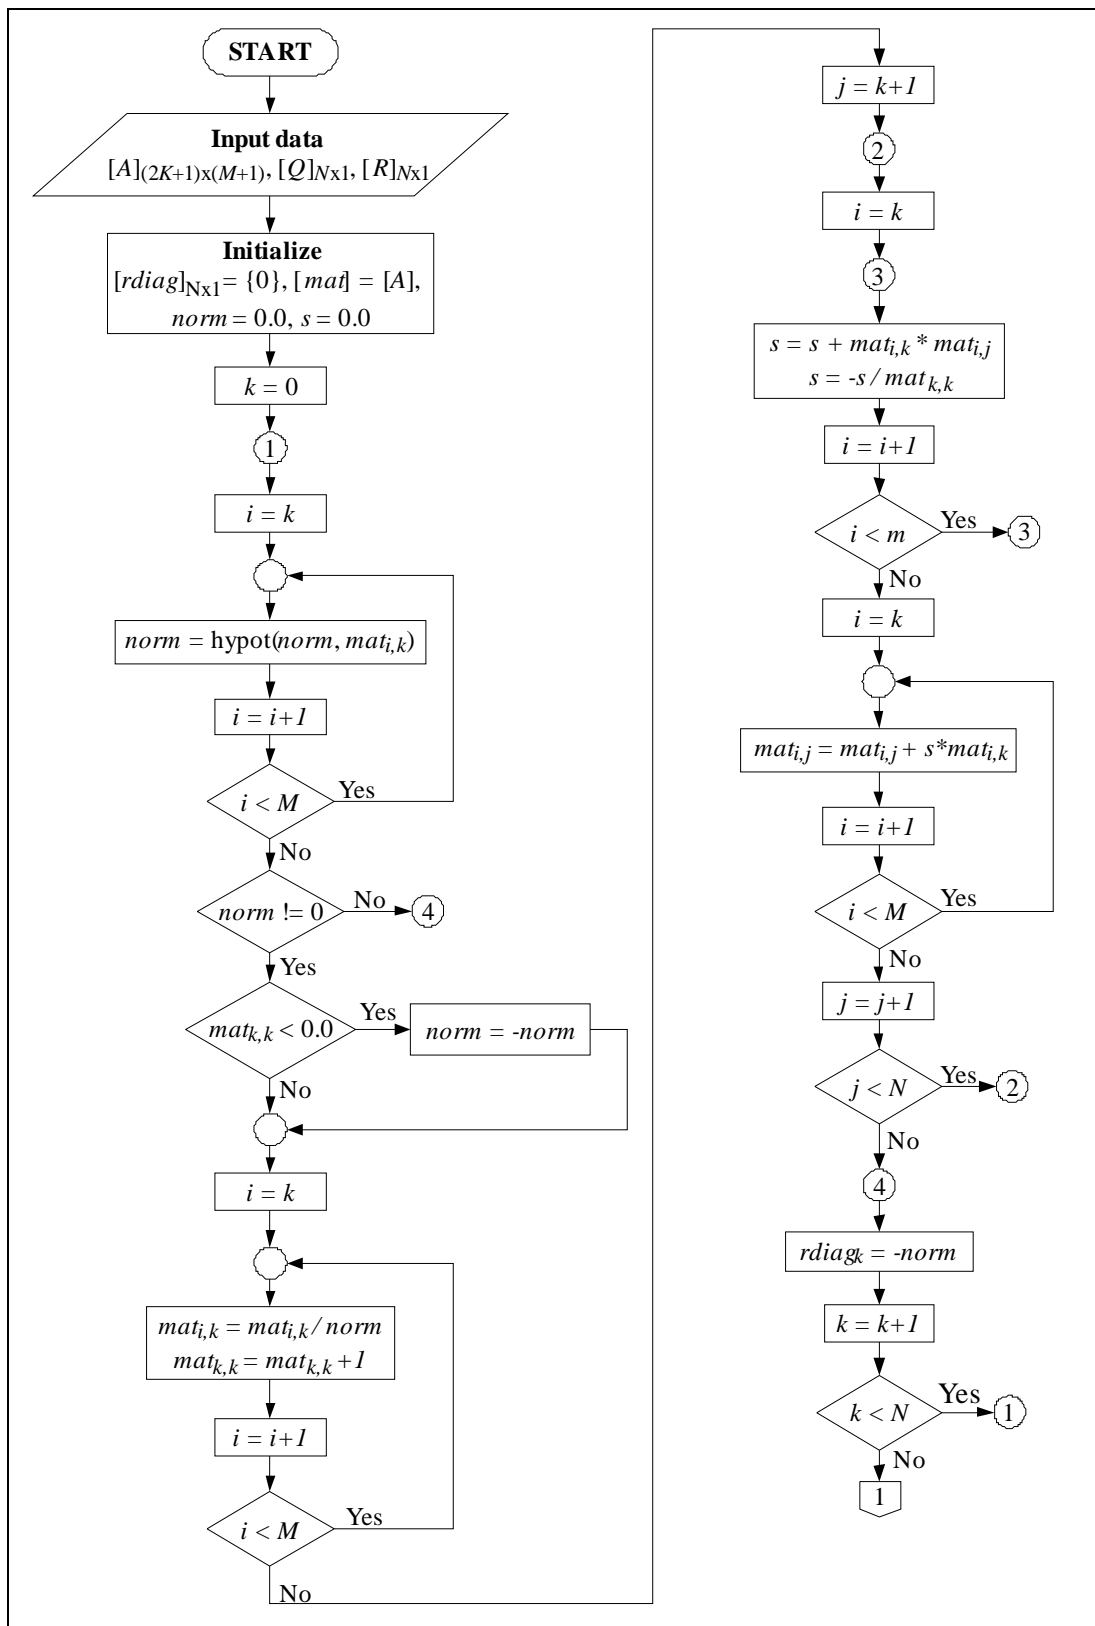 START
Input data
[A](2K+1)x(M+1), [Q]Nx1, [R]Nx1
Initialize
[rdiag]Nx1 = {0}, [mat] = [A],
norm = 0.0, s = 0.0
k = 0
1
i = k
norm = hypot(norm, mati,k)
i = i+1
i < M
Yes
No
norm != 0
No
4
Yes
matk,k < 0.0
Yes
norm = -norm
No
i = k
mati,k = mati,k / norm
matk,k = matk,k +1
i = i+1
i < M
Yes
No
j = k+1
2
i = k
3
s = s + mati,k * mati,j
s = -s / matk,k
i = i+1
i < m
Yes
3
No
i = k
mati,j = mati,j + s*mati,k
i = i+1
i < M
Yes
No
j = j+1
j < N
Yes
2
No
4
rdiagk = -norm
k = k+1
k < N
Yes
1
No
1